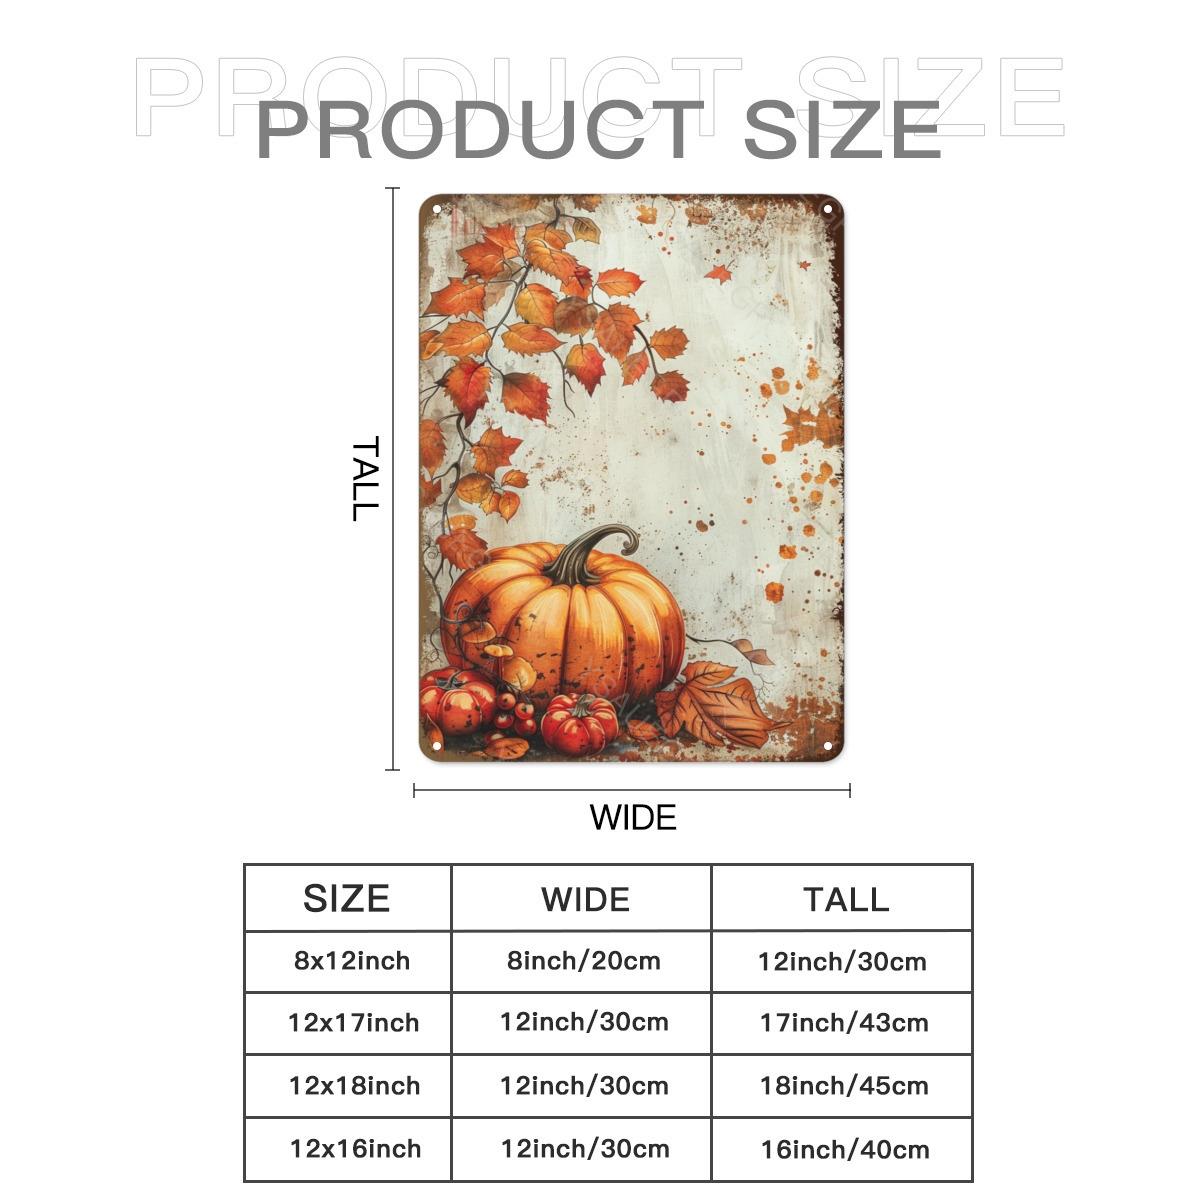 PRODUCT SIZE
PRODUCT SIZE
TALL
WIDE
SIZE WIDE TALL
8x12inch 8inch/20cm 12inch/30cm
12x17inch 12inch/30cm 17inch/43cm
12x18inch 12inch/30cm 18inch/45cm
12x16inch 12inch/30cm 16inch/40cm